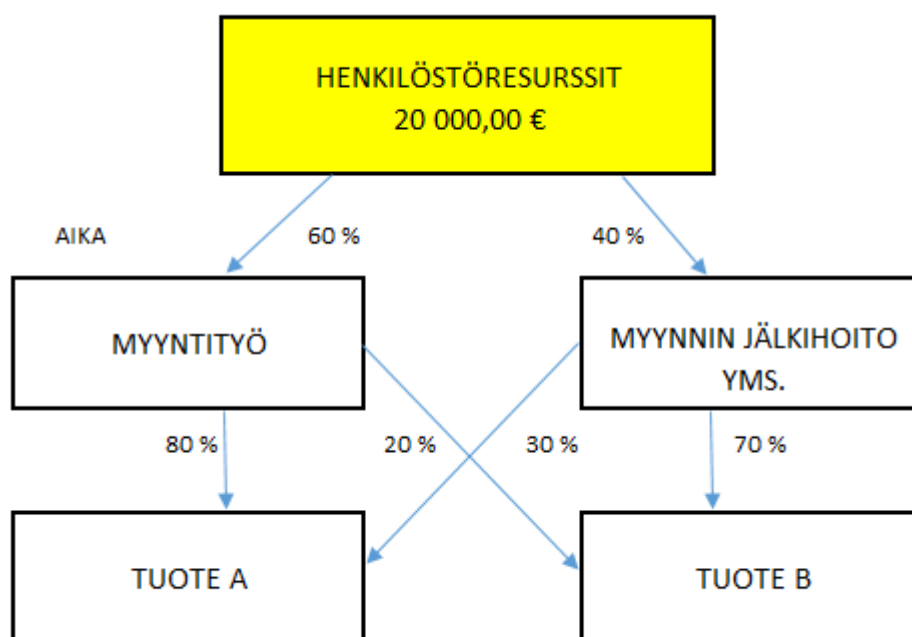 HENKILÖSTÖRESURSSIT
20 000,00 €
AIKA
60 %
40 %
MYYNTITYÖ
MYYNNIN JÄLKIHOITO
YMS.
80 %
20 %
30 %
70 %
TUOTE A
TUOTE B